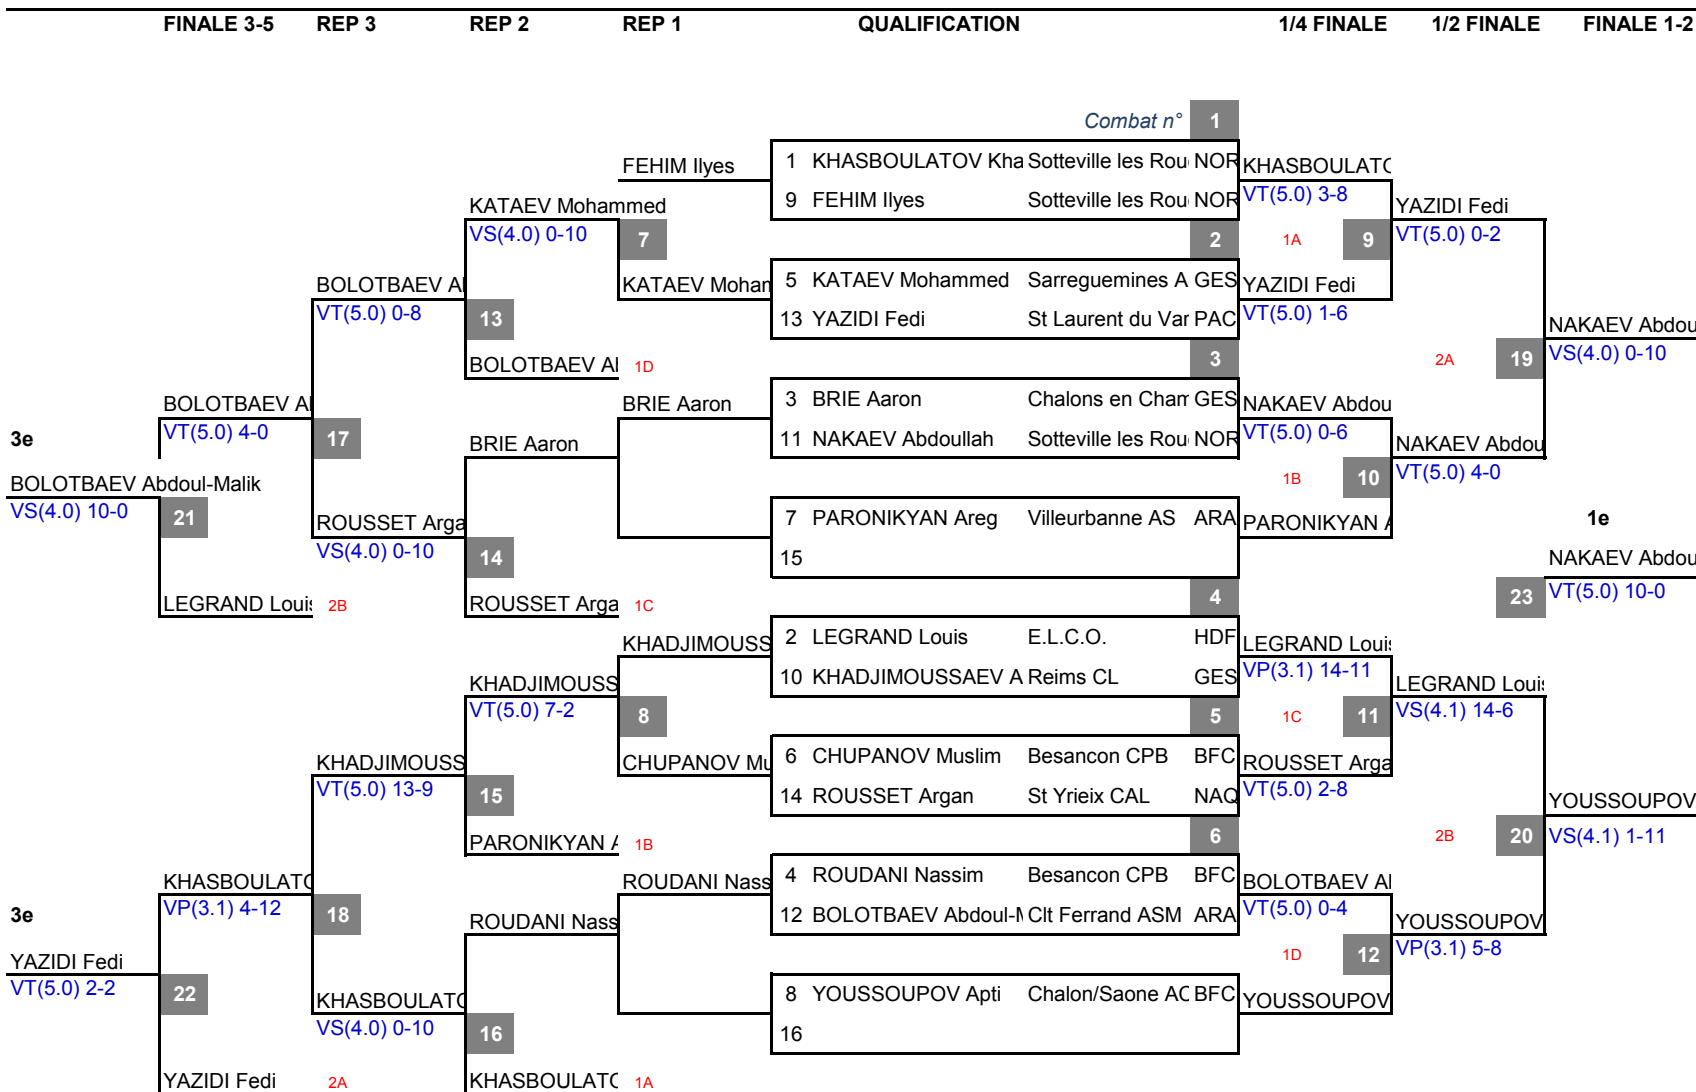 FINALE 3-5 REP 3 REP 2 REP 1 QUALIFICATION 1/4 FINALE 1/2 FINALE FINALE 1-2
Combat n° 1
FEHIM Ilyes 1 KHASBOULATOV Kha Sotteville les Rou NOR KHASBOULATO
KATAEV Mohammed 9 FEHIM Ilyes Sotteville les Rou NOR VT(5.0) 3-8 YAZIDI Fedi
VS(4.0) 0-10 7 2 1A 9 VT(5.0) 0-2
BOLOTBAEV Al KATAEV Moham 5 KATAEV Mohammed Sarreguemines A GES YAZIDI Fedi
VT(5.0) 0-8 13 13 YAZIDI Fedi St Laurent du Var PAC VT(5.0) 1-6 NAKAEV Abdou
BOLOTBAEV Al 1D 3 2A 19 VS(4.0) 0-10
BOLOTBAEV Al BRIE Aaron 3 BRIE Aaron Chalons en Cham GES NAKAEV Abdou
3e VT(5.0) 4-0 17 BRIE Aaron 11 NAKAEV Abdoullah Sotteville les Rou NOR VT(5.0) 0-6 NAKAEV Abdou
BOLOTBAEV Abdoul-Malik 1B 10 VT(5.0) 4-0
VS(4.0) 10-0 21 ROUSSET Arga 7 PARONIKYAN Areg Villeurbanne AS ARA PARONIKYAN A 1e
VS(4.0) 0-10 14 15 NAKAEV Abdou
LEGRAND Louis 2B ROUSSET Arga 1C 4 23 VT(5.0) 10-0
KHADJIMOUSS 2 LEGRAND Louis E.L.C.O. HDF LEGRAND Louis
KHADJIMOUSS 10 KHADJIMOUSSAEV A Reims CL GES VP(3.1) 14-11 LEGRAND Louis
VT(5.0) 7-2 8 5 1C 11 VS(4.1) 14-6
KHADJIMOUSS CHUPANOV Mu 6 CHUPANOV Muslim Besancon CPB BFC ROUSSET Arga
VT(5.0) 13-9 15 14 ROUSSET Argan St Yrieix CAL NAQ VT(5.0) 2-8 YOUSSOUPOV
PARONIKYAN A 1B 6 2B 20 VS(4.1) 1-11
KHASBOULATO ROUDANI Nass 4 ROUDANI Nassim Besancon CPB BFC BOLOTBAEV Al
3e VP(3.1) 4-12 18 ROUDANI Nass 12 BOLOTBAEV Abdoul-M Clt Ferrand ASM ARA VT(5.0) 0-4 YOUSSOUPOV
YAZIDI Fedi 1D 12 VP(3.1) 5-8
VT(5.0) 2-2 22 KHASBOULATO 8 YOUSSOUPOV Apti Chalon/Saone AC BFC YOUSSOUPOV
VS(4.0) 0-10 16 16
YAZIDI Fedi 2A KHASBOULATO 1A